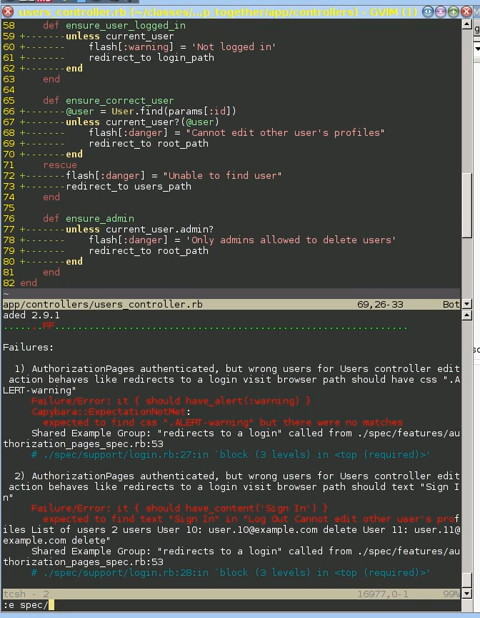 users_controller.rb (~/classes/...p_together/app/controllers) - GVIM (1)
58 def ensure_user_logged_in
59 +-------unless current_user
60 +------- flash[:warning] = 'Not logged in'
61 +------- redirect_to login_path
62 +-------end
63 end
64
65 def ensure_correct_user
66 +-------@user = User.find(params[:id])
67 +-------unless current_user?(@user)
68 +------- flash[:danger] = "Cannot edit other user's profiles"
69 +------- redirect_to root_path
70 +-------end
71 rescue
72 +-------flash[:danger] = "Unable to find user"
73 +-------redirect_to users_path
74 end
75
76 def ensure_admin
77 +-------unless current_user.admin?
78 +------- flash[:danger] = 'Only admins allowed to delete users'
79 +------- redirect_to root_path
80 +-------end
81 end
82 end
~
app/controllers/users_controller.rb 69,26-33 Bot
aded 2.9.1
Failures:
1) AuthorizationPages authenticated, but wrong users for Users controller edit
action behaves like redirects to a login visit browser path should have css ".A
LERT-warning"
Failure/Error: it { should have_alert(:warning) }
Capybara::ExpectationNotMet:
expected to find css ".ALERT-warning" but there were no matches
Shared Example Group: "redirects to a login" called from ./spec/features/au
thorization_pages_spec.rb:53
# ./spec/support/login.rb:27:in `block (3 levels) in <top (required)>'
2) AuthorizationPages authenticated, but wrong users for Users controller edit
action behaves like redirects to a login visit browser path should text "Sign I
n"
Failure/Error: it { should have_content('Sign In') }
expected to find text "Sign In" in "Log Out Cannot edit other user's prof
iles List of users 2 users User 10: user.10@example.com delete User 11: user.11@
example.com delete"
Shared Example Group: "redirects to a login" called from ./spec/features/au
thorization_pages_spec.rb:53
# ./spec/support/login.rb:28:in `block (3 levels) in <top (required)>'
tcsh - 2 16977,0-1 99%
:e spec/